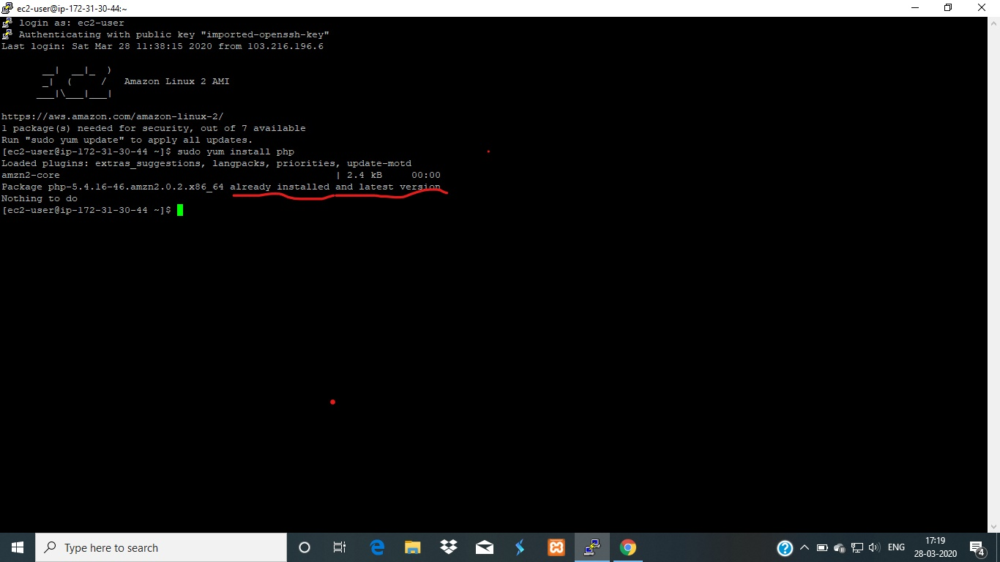 ec2-user@ip-172-31-30-44:~
login as: ec2-user
Authenticating with public key "imported-openssh-key"
Last login: Sat Mar 28 11:38:15 2020 from 103.216.196.6
       __|  __|_  )
       _|  (     /   Amazon Linux 2 AMI
      ___|\___|___|
https://aws.amazon.com/amazon-linux-2/
1 package(s) needed for security, out of 7 available
Run "sudo yum update" to apply all updates.
[ec2-user@ip-172-31-30-44 ~]$ sudo yum install php
Loaded plugins: extras_suggestions, langpacks, priorities, update-motd
amzn2-core                                               | 2.4 kB     00:00
Package php-5.4.16-46.amzn2.0.2.x86_64 already installed and latest version
Nothing to do
[ec2-user@ip-172-31-30-44 ~]$
Type here to search
ENG
17:19
28-03-2020
4